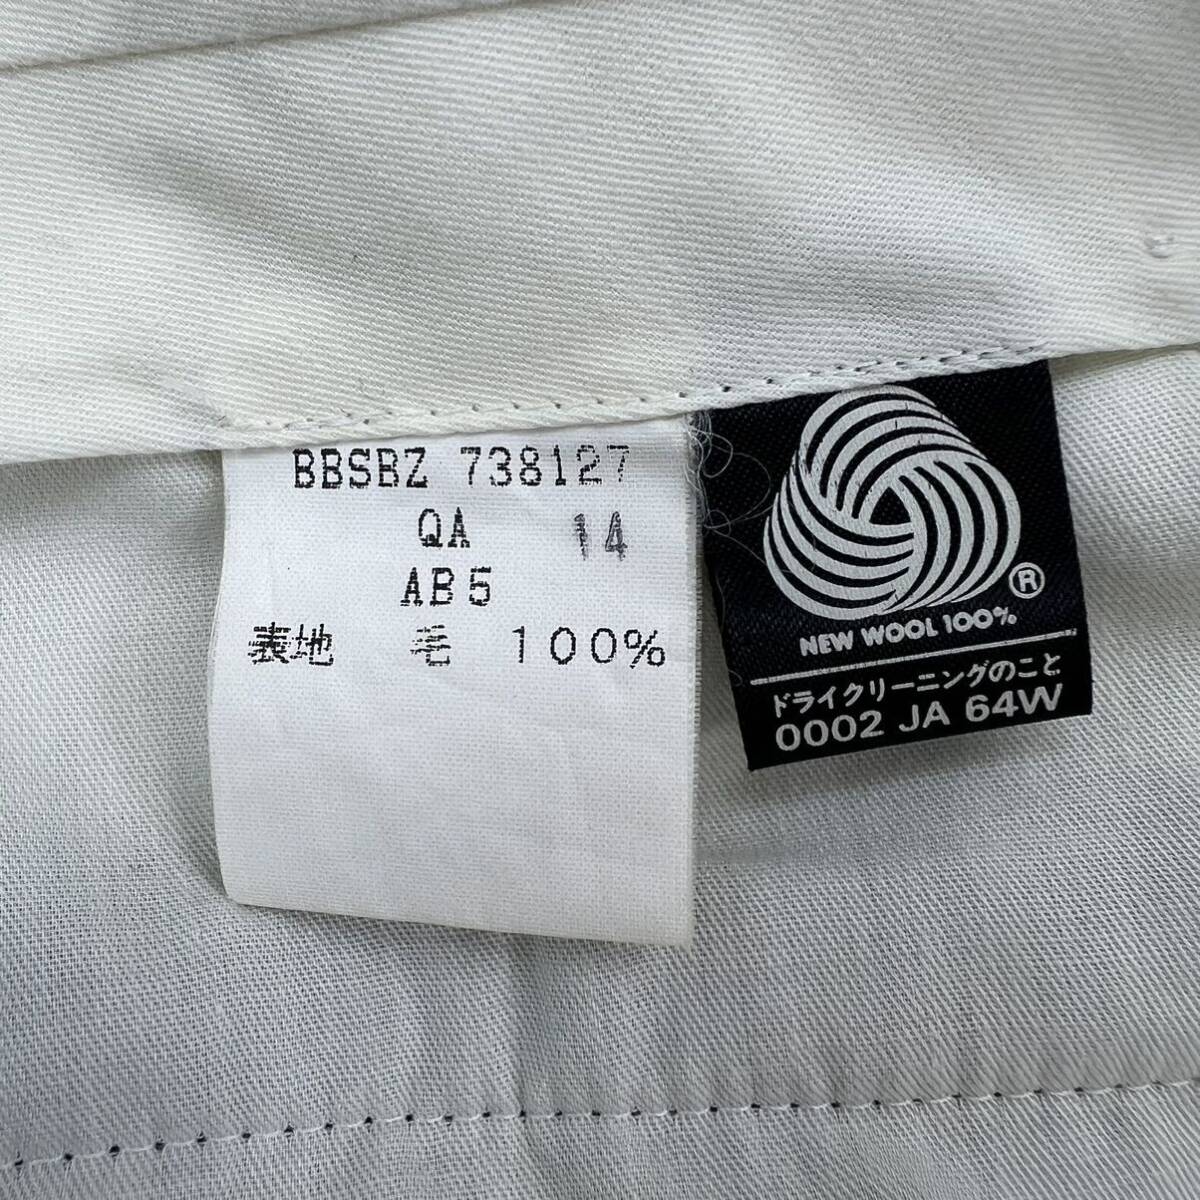 BBSBZ 738127
QA 14
AB5
表地 毛 100%
®
NEW WOOL 100%
ドライクリーニングのこと
0002 JA 64W